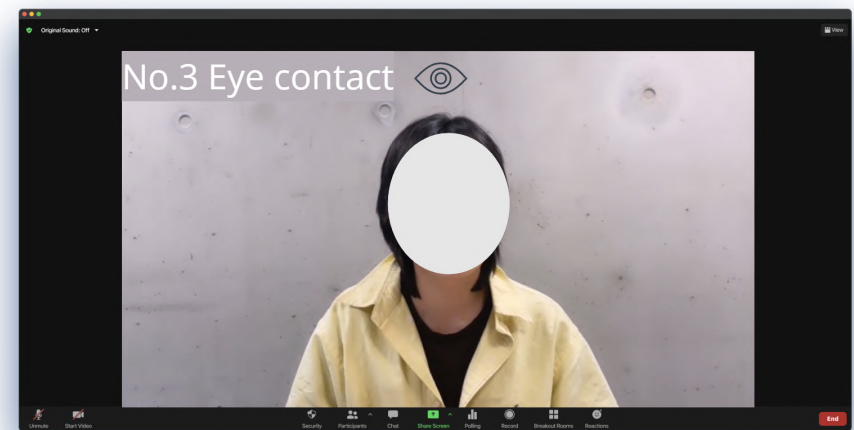 Original Sound: Off
View
No.3 Eye contact
Unmute
Start Video
Security
Participants
Chat
Share Screen
Polling
Record
Breakout Rooms
Reactions
End